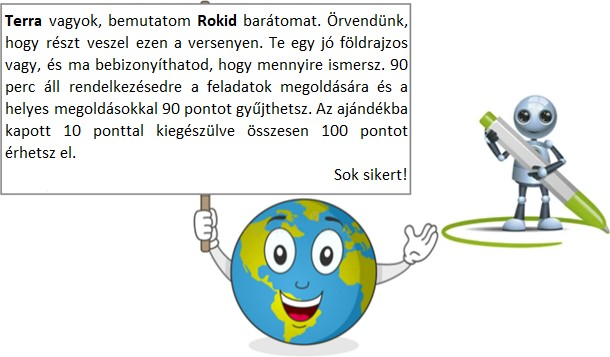 Terra vagyok, bemutatom Rokid barátomat. Örvendünk,
hogy részt veszel ezen a versenyen. Te egy jó földrajzos
vagy, és ma bebizonyíthatod, hogy mennyire ismersz. 90
perc áll rendelkezésedre a feladatok megoldására és a
helyes megoldásokkal 90 pontot gyűjthetsz. Az ajándékba
kapott 10 ponttal kiegészülve összesen 100 pontot
érhetsz el.
Sok sikert!